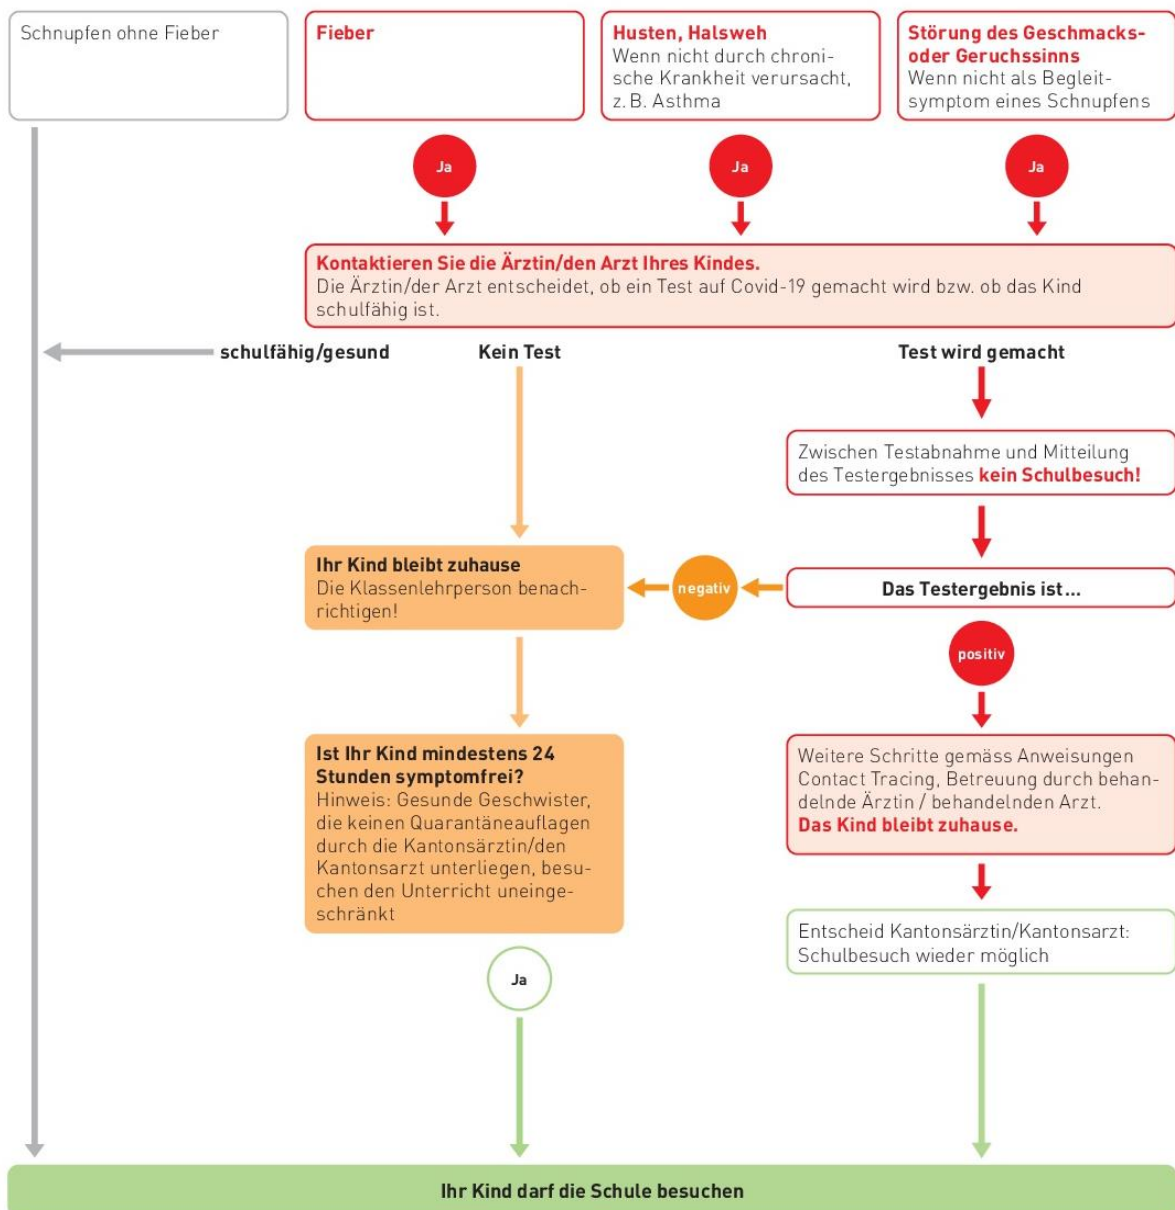 Schnupfen ohne Fieber
Fieber
Husten, Halsweh
Wenn nicht durch chroni-
sche Krankheit verursacht,
z. B. Asthma
Störung des Geschmacks-
oder Geruchssinns
Wenn nicht als Begleit-
symptom eines Schnupfens
Ja
Ja
Ja
Kontaktieren Sie die Ärztin/den Arzt Ihres Kindes.
Die Ärztin/der Arzt entscheidet, ob ein Test auf Covid-19 gemacht wird bzw. ob das Kind
schulfähig ist.
schulfähig/gesund
Kein Test
Test wird gemacht
Zwischen Testabnahme und Mitteilung
des Testergebnisses kein Schulbesuch!
Ihr Kind bleibt zuhause
Die Klassenlehrperson benach-
richtigen!
negativ
Das Testergebnis ist...
positiv
Ist Ihr Kind mindestens 24
Stunden symptomfrei?
Hinweis: Gesunde Geschwister,
die keinen Quarantäneauflagen
durch die Kantonsärztin/den
Kantonsarzt unterliegen, besu-
chen den Unterricht uneinge-
schränkt
Weitere Schritte gemäss Anweisungen
Contact Tracing, Betreuung durch behan-
delnde Ärztin / behandelnden Arzt.
Das Kind bleibt zuhause.
Entscheid Kantonsärztin/Kantonsarzt:
Schulbesuch wieder möglich
Ja
Ihr Kind darf die Schule besuchen